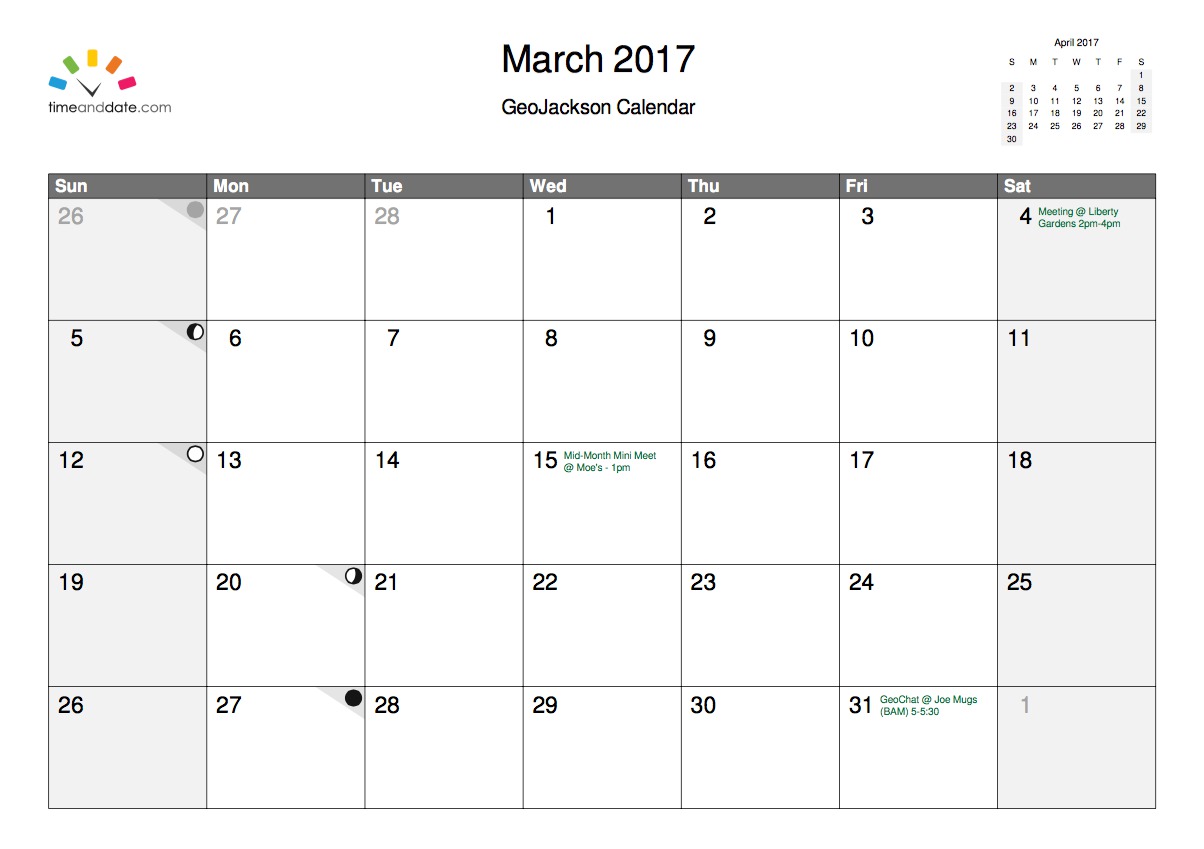 March 2017
GeoJackson Calendar
timeanddate.com
April 2017
S M T W T F S
1
2 3 4 5 6 7 8
9 10 11 12 13 14 15
16 17 18 19 20 21 22
23 24 25 26 27 28 29
30
Sun Mon Tue Wed Thu Fri Sat
26 27 28 1 2 3 4 Meeting @ Liberty
Gardens 2pm-4pm
5 6 7 8 9 10 11
12 13 14 15 Mid-Month Mini Meet
@ Moe's - 1pm
16 17 18
19 20 21 22 23 24 25
26 27 28 29 30 31 GeoChat @ Joe Mugs
(BAM) 5-5:30
1